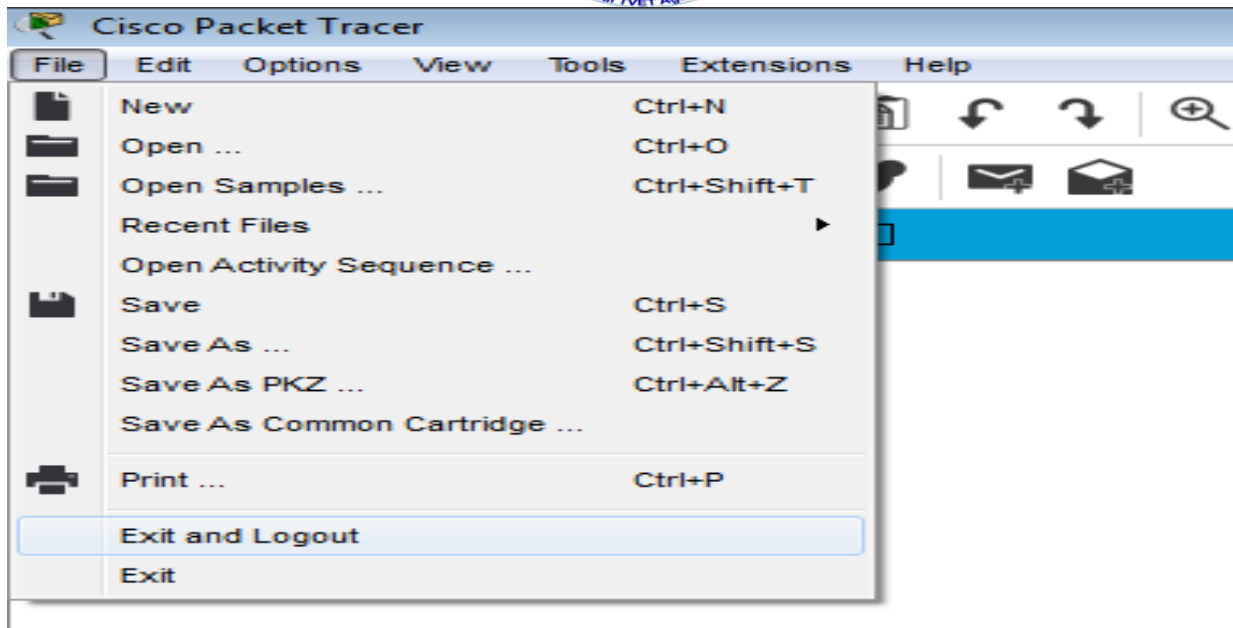 TVET Ag
Cisco Packet Tracer
File Edit Options View Tools Extensions Help
New Ctrl+N
Open ... Ctrl+O
Open Samples ... Ctrl+Shift+T
Recent Files
Open Activity Sequence ...
Save Ctrl+S
Save As ... Ctrl+Shift+S
Save As PKZ ... Ctrl+Alt+Z
Save As Common Cartridge ...
Print ... Ctrl+P
Exit and Logout
Exit